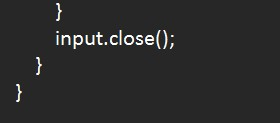 }
input.close();
}
}